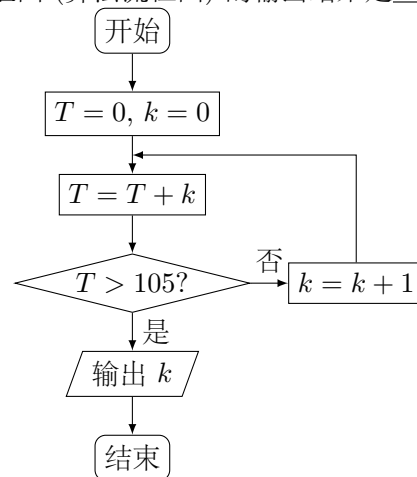 开始
T = 0, k = 0
T = T + k
T > 105?
否
k = k + 1
是
输出 k
结束